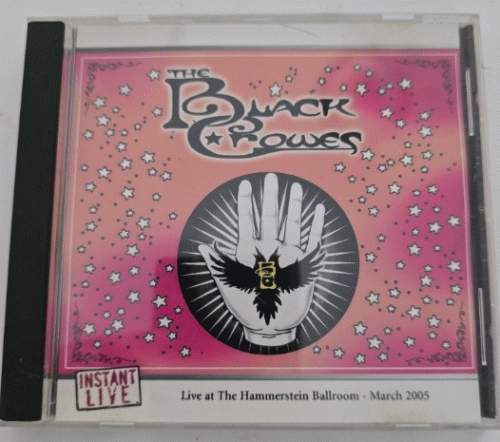 THE
BLACK
CROWES
INSTANT
LIVE
Live at The Hammerstein Ballroom - March 2005